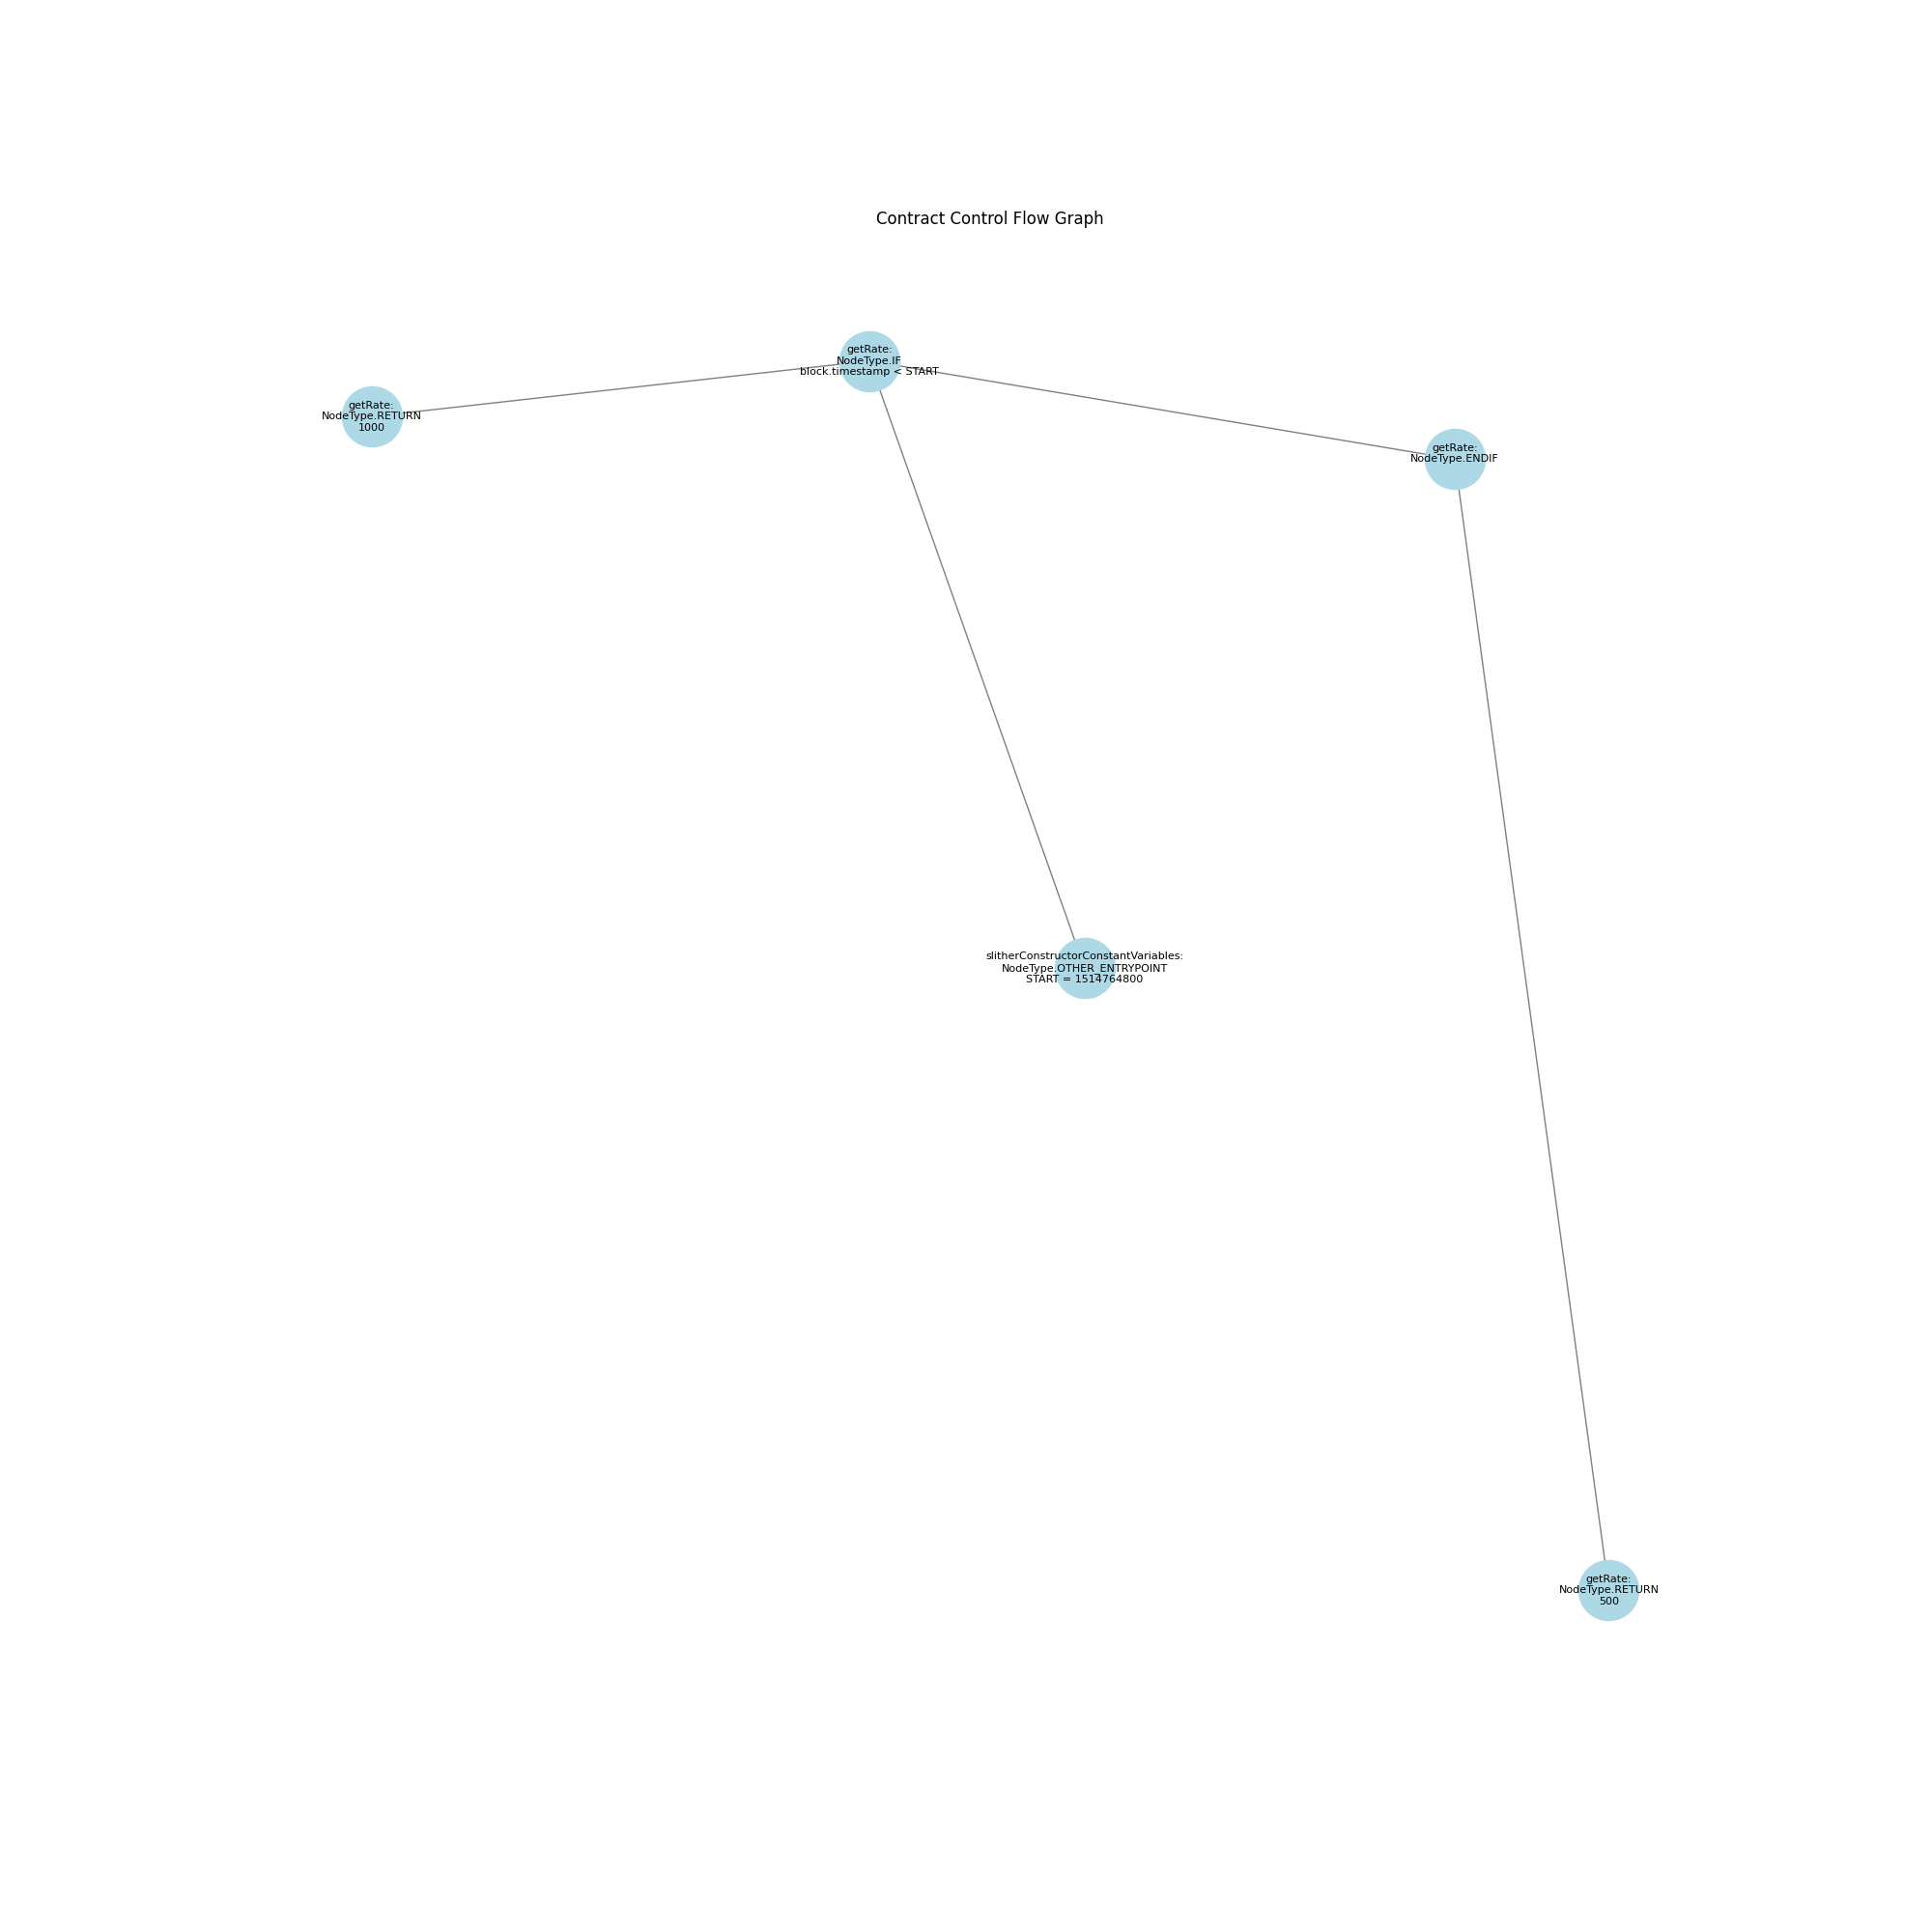 Contract Control Flow Graph
getRate:
NodeType.IF
block.timestamp < START
getRate:
NodeType.RETURN
1000
getRate:
NodeType.ENDIF
slitherConstructorConstantVariables:
NodeType.OTHER_ENTRYPOINT
START = 1514764800
getRate:
NodeType.RETURN
500